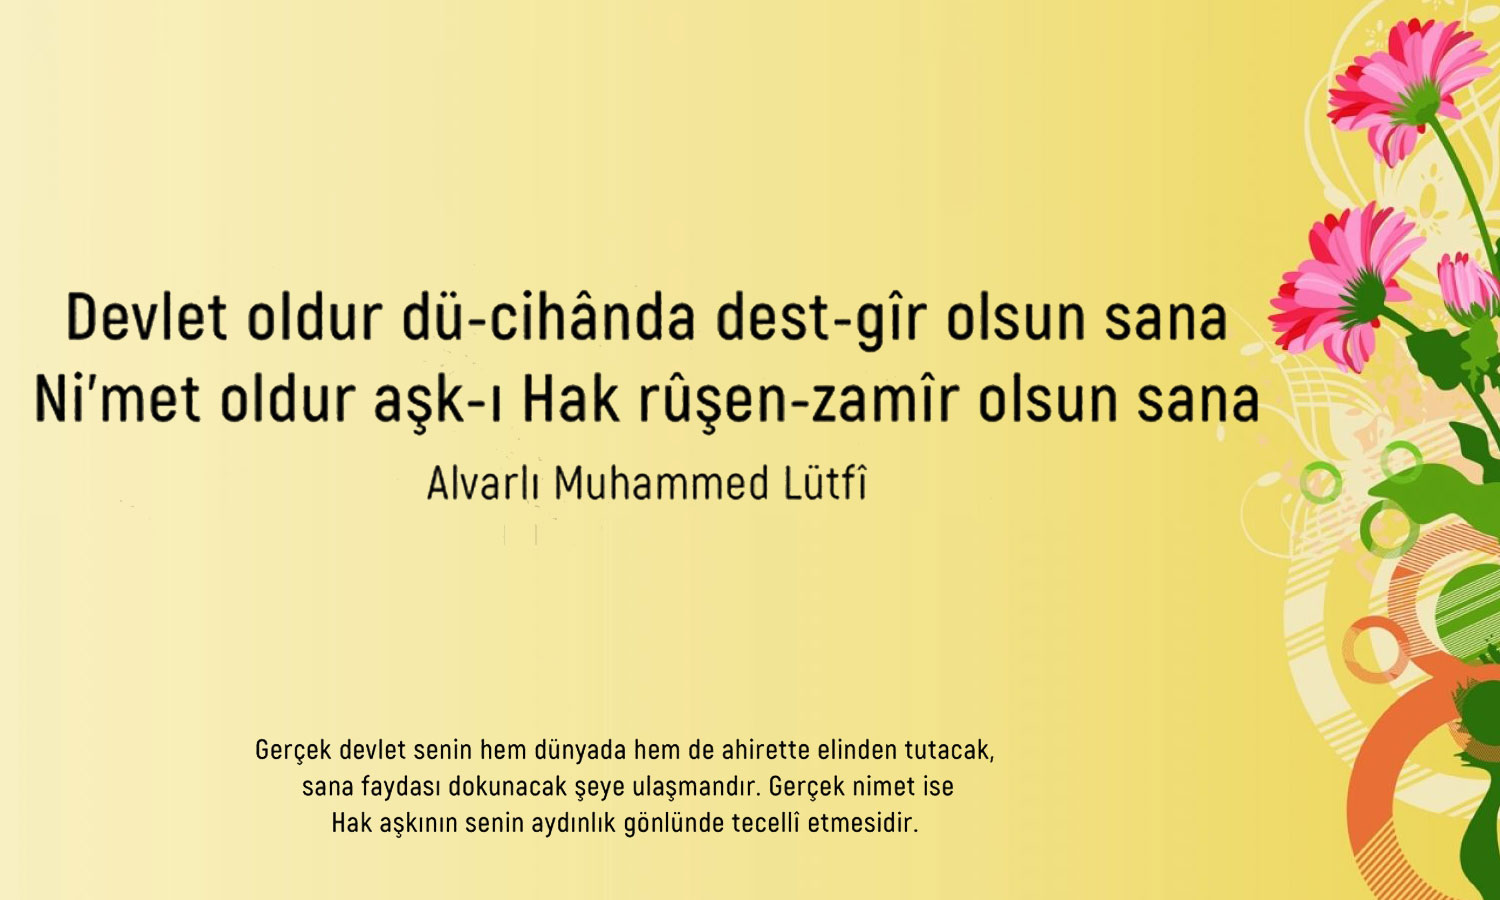 Devlet oldur dü-cihânda dest-gîr olsun sana
Ni'met oldur aşk-ı Hak rûşen-zamîr olsun sana
Alvarlı Muhammed Lütfî
Gerçek devlet senin hem dünyada hem de ahirette elinden tutacak,
sana faydası dokunacak şeye ulaşmandır. Gerçek nimet ise
Hak aşkının senin aydınlık gönlünde tecellî etmesidir.